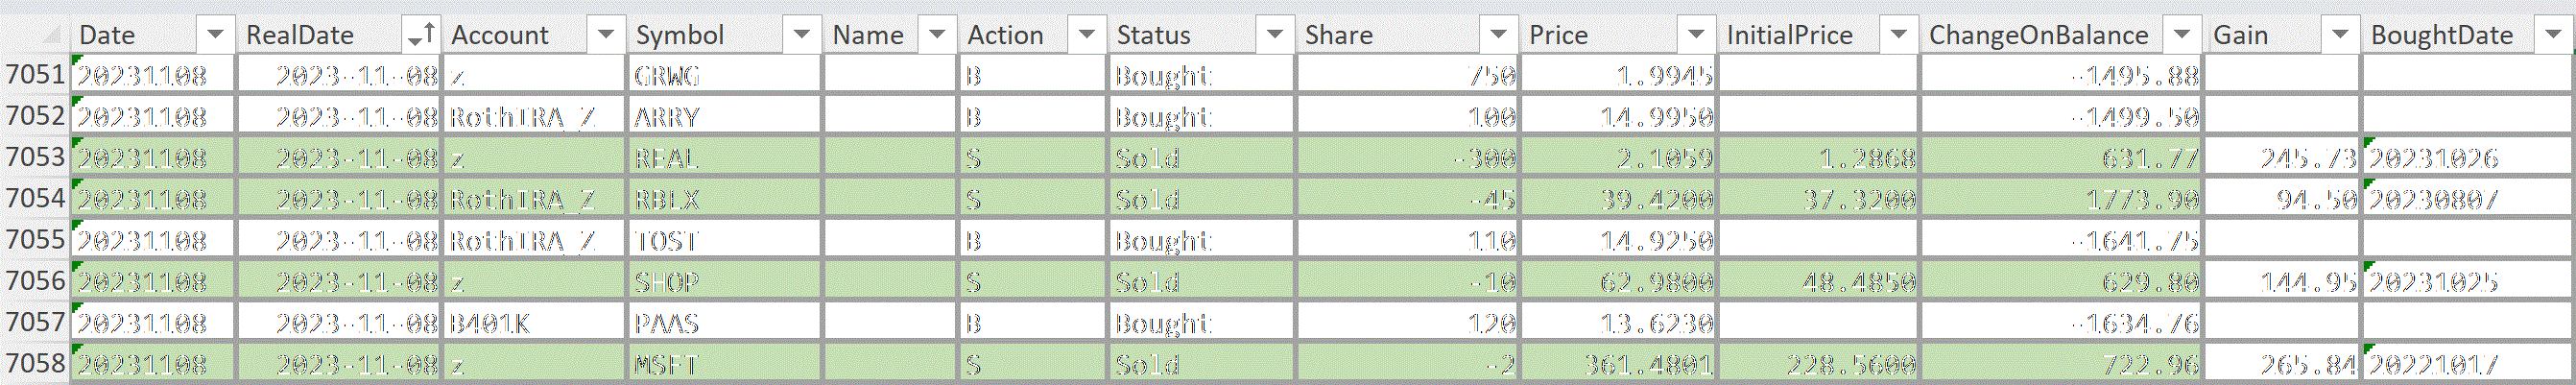 Date RealDate Account Symbol Name Action Status Share Price InitialPrice ChangeOnBalance Gain BoughtDate
7051 20231108 2023-11-08 z GRWG B Bought 750 1.9945 -1495.88
7052 20231108 2023-11-08 RothIRA_Z ARRY B Bought 100 14.9950 -1499.50
7053 20231108 2023-11-08 z REAL S Sold -300 2.1059 1.2868 631.77 245.73 20231026
7054 20231108 2023-11-08 RothIRA_Z RBLX S Sold -45 39.4200 37.3200 1773.90 94.50 20230807
7055 20231108 2023-11-08 RothIRA_Z TOST B Bought 110 14.9250 -1641.75
7056 20231108 2023-11-08 z SHOP S Sold -10 62.9800 48.4850 629.80 144.95 20231025
7057 20231108 2023-11-08 B401K PAAS B Bought 120 13.6230 -1634.76
7058 20231108 2023-11-08 z MSFT S Sold -2 361.4801 228.5600 722.96 265.84 20221017